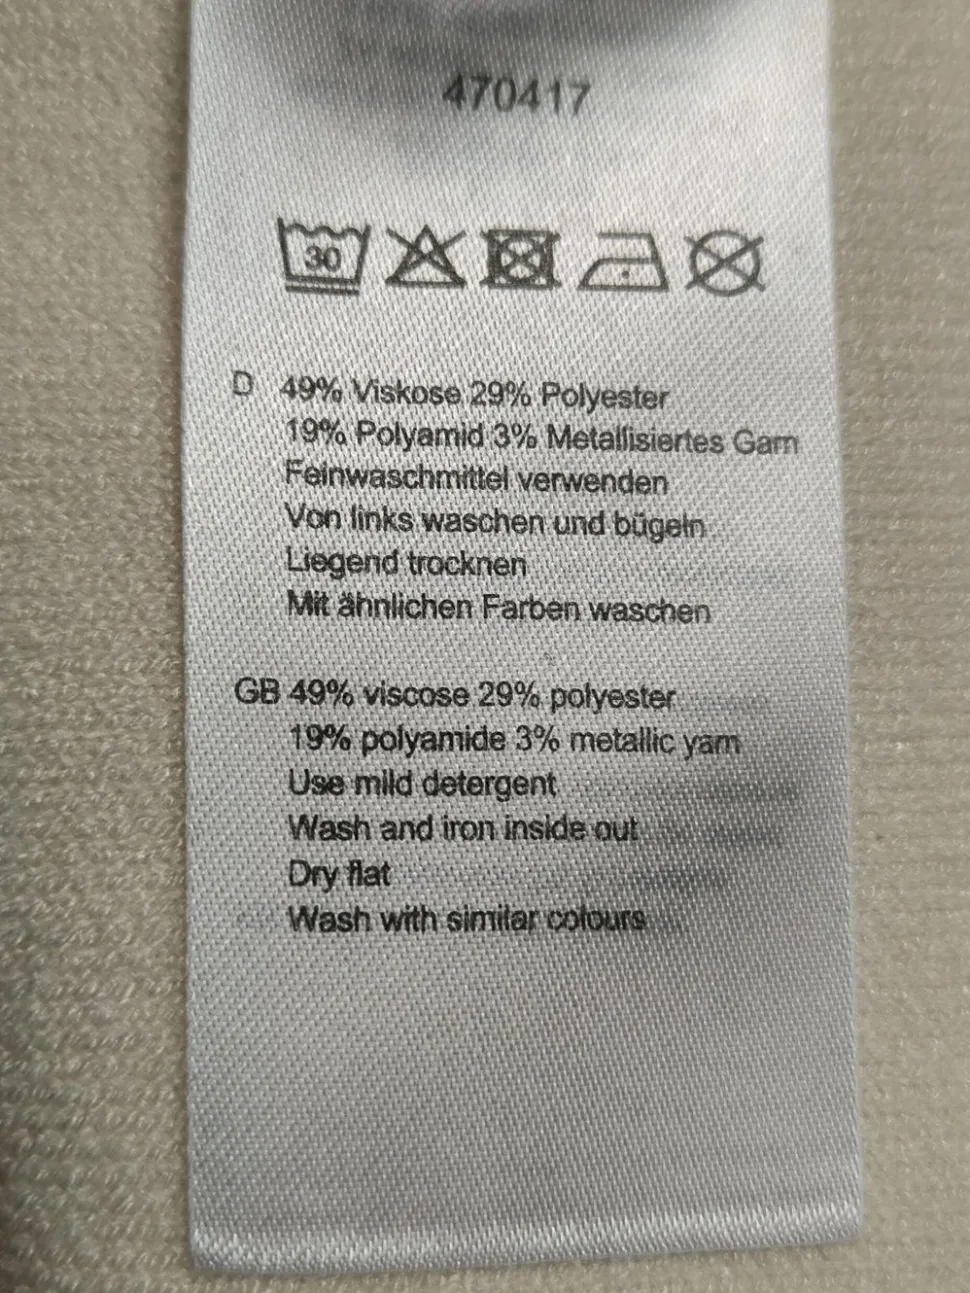 470417
30
D 49% Viskose 29% Polyester
19% Polyamid 3% Metallisiertes Garn
Feinwaschmittel verwenden
Von links waschen und bügeln
Liegend trocknen
Mit ähnlichen Farben waschen
GB 49% viscose 29% polyester
19% polyamide 3% metallic yarn
Use mild detergent
Wash and iron inside out
Dry flat
Wash with similar colours